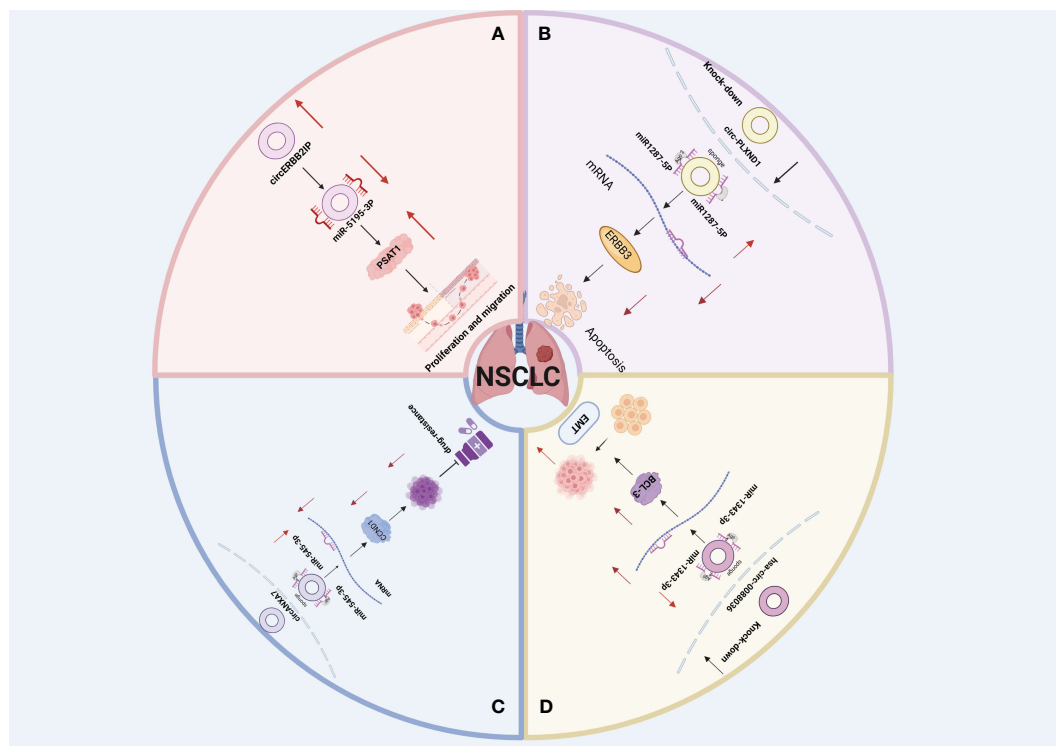 A
circERBB2IP
miR-5195-3P
PSAT1
Proliferation and migration
B
Knock-down
circ-PLXND1
miR1287-5P
sponge
miR1287-5P
mRNA
ERBB3
Apoptosis
NSCLC
drug-resistance
CCND1
miR-545-3p
mRNA
sponge
miR-545-3p
circANXA7
C
EMT
BCL-3
miR-1343-3p
miR-1343-3p
sponge
hsa-circ-0088036
Knock-down
D